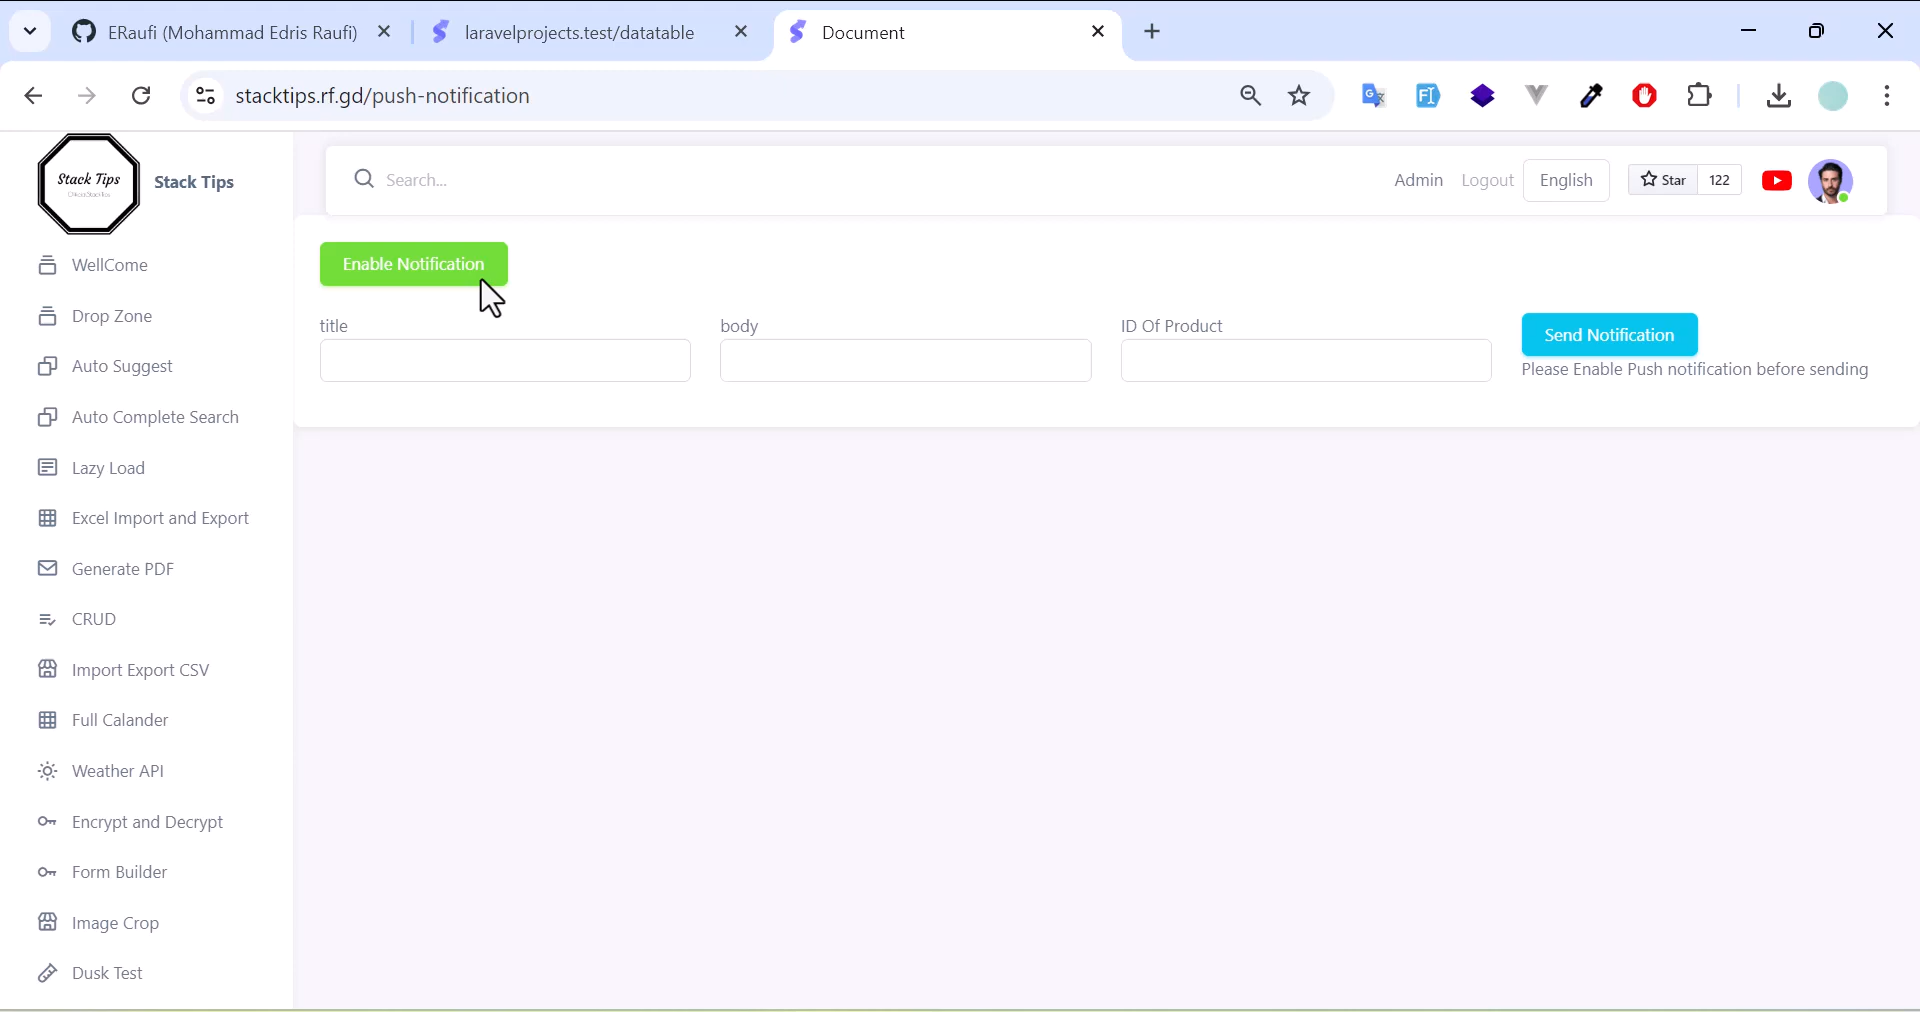 ERaufi (Mohammad Edris Raufi)
laravelprojects.test/datatable
Document
stacktips.rf.gd/push-notification
Stack Tips
Stack Tips
Search...
Admin
Logout
English
Star
122
WellCome
Drop Zone
Auto Suggest
Auto Complete Search
Lazy Load
Excel Import and Export
Generate PDF
CRUD
Import Export CSV
Full Calander
Weather API
Encrypt and Decrypt
Form Builder
Image Crop
Dusk Test
Enable Notification
title
body
ID Of Product
Send Notification
Please Enable Push notification before sending